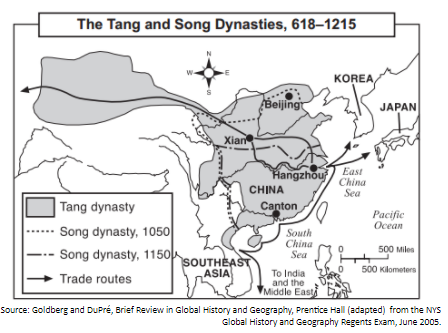 The Tang and Song Dynasties, 618–1215
N
W
E
S
KOREA
JAPAN
Beijing
Xian
Hangzhou
East
China
Sea
CHINA
Canton
Pacific
Ocean
South
China
Sea
SOUTHEAST
ASIA
To India
and the
Middle East
0 500 Miles
0 500 Kilometers
Tang dynasty
Song dynasty, 1050
Song dynasty, 1150
Trade routes
Source: Goldberg and DuPré, Brief Review in Global History and Geography, Prentice Hall (adapted) from the NYS
Global History and Geography Regents Exam, June 2005.